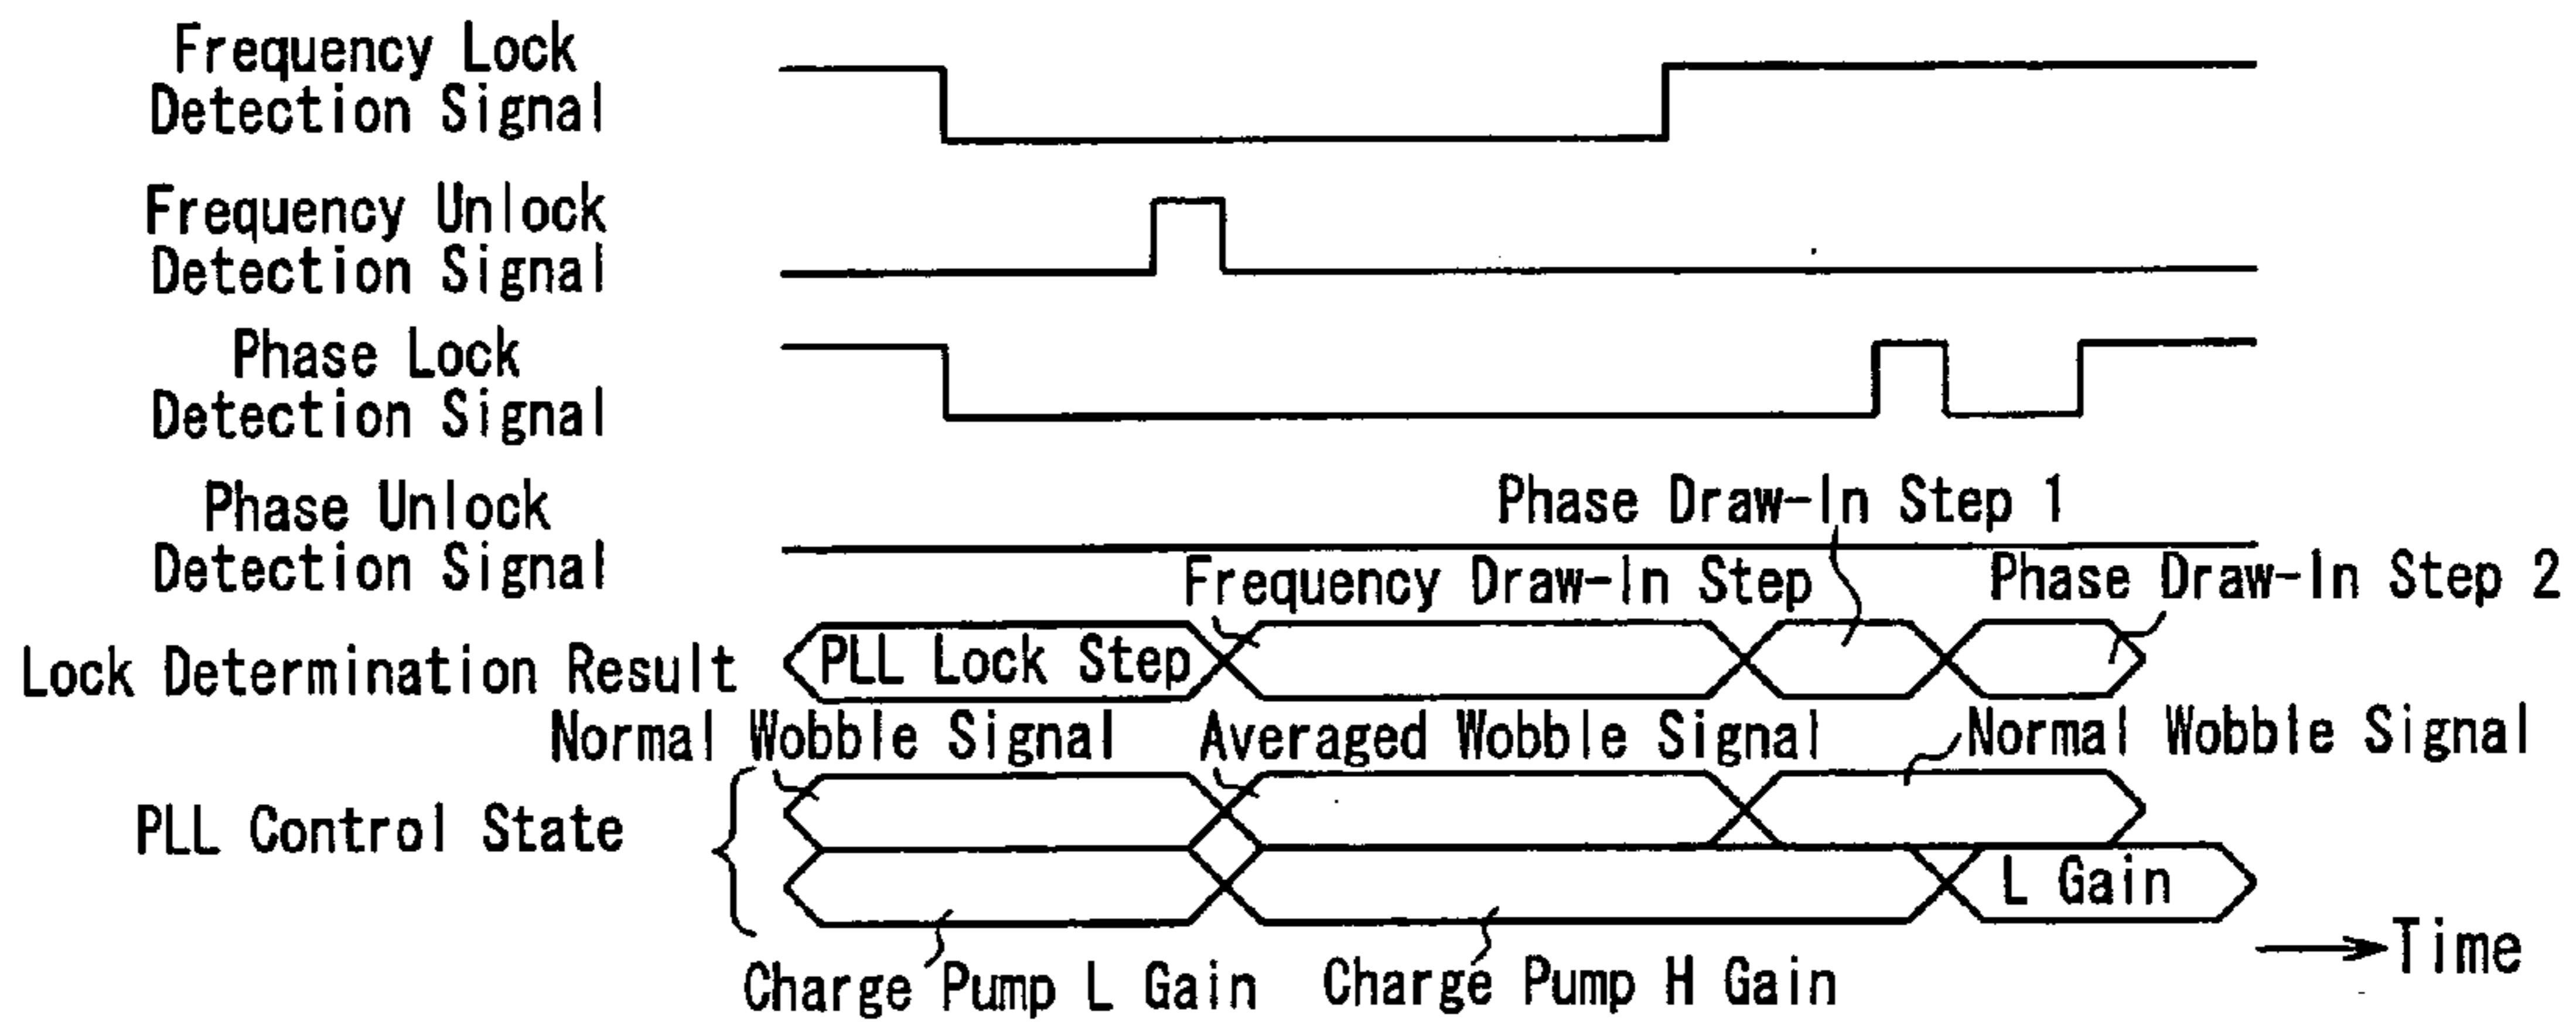 Frequency Lock
Detection Signal
Frequency Unlock
Detection Signal
Phase Lock
Detection Signal
Phase Unlock
Detection Signal
Phase Draw-In Step 1
Frequency Draw-In Step
Phase Draw-In Step 2
Lock Determination Result
PLL Lock Step
Normal Wobble Signal
Averaged Wobble Signal
Normal Wobble Signal
PLL Control State
L Gain
Charge Pump L Gain
Charge Pump H Gain
Time